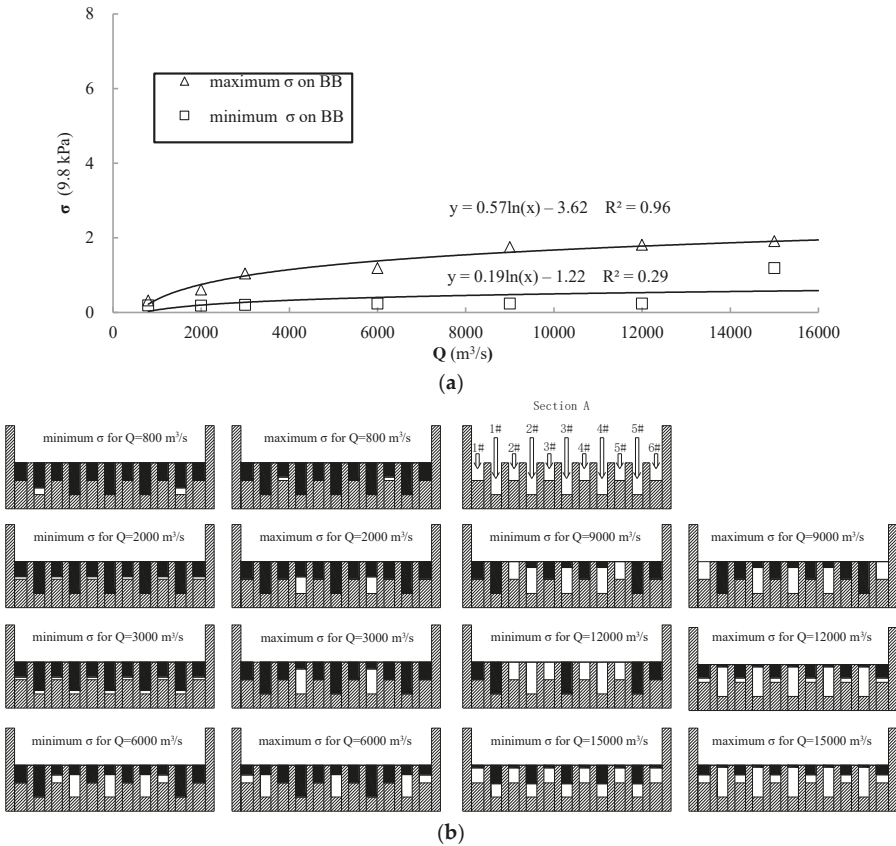 8
6
4
2
0
σ (9.8 kPa)
maximum σ on BB
minimum σ on BB
y = 0.57ln(x) – 3.62 R² = 0.96
y = 0.19ln(x) – 1.22 R² = 0.29
0 2000 4000 6000 8000 10000 12000 14000 16000
Q (m³/s)
(a)
Section A
minimum σ for Q=800 m³/s
maximum σ for Q=800 m³/s
1# 2# 3# 4# 5#
1# 2# 3# 4# 5# 6#
minimum σ for Q=2000 m³/s
maximum σ for Q=2000 m³/s
minimum σ for Q=9000 m³/s
maximum σ for Q=9000 m³/s
minimum σ for Q=3000 m³/s
maximum σ for Q=3000 m³/s
minimum σ for Q=12000 m³/s
maximum σ for Q=12000 m³/s
minimum σ for Q=6000 m³/s
maximum σ for Q=6000 m³/s
minimum σ for Q=15000 m³/s
maximum σ for Q=15000 m³/s
(b)